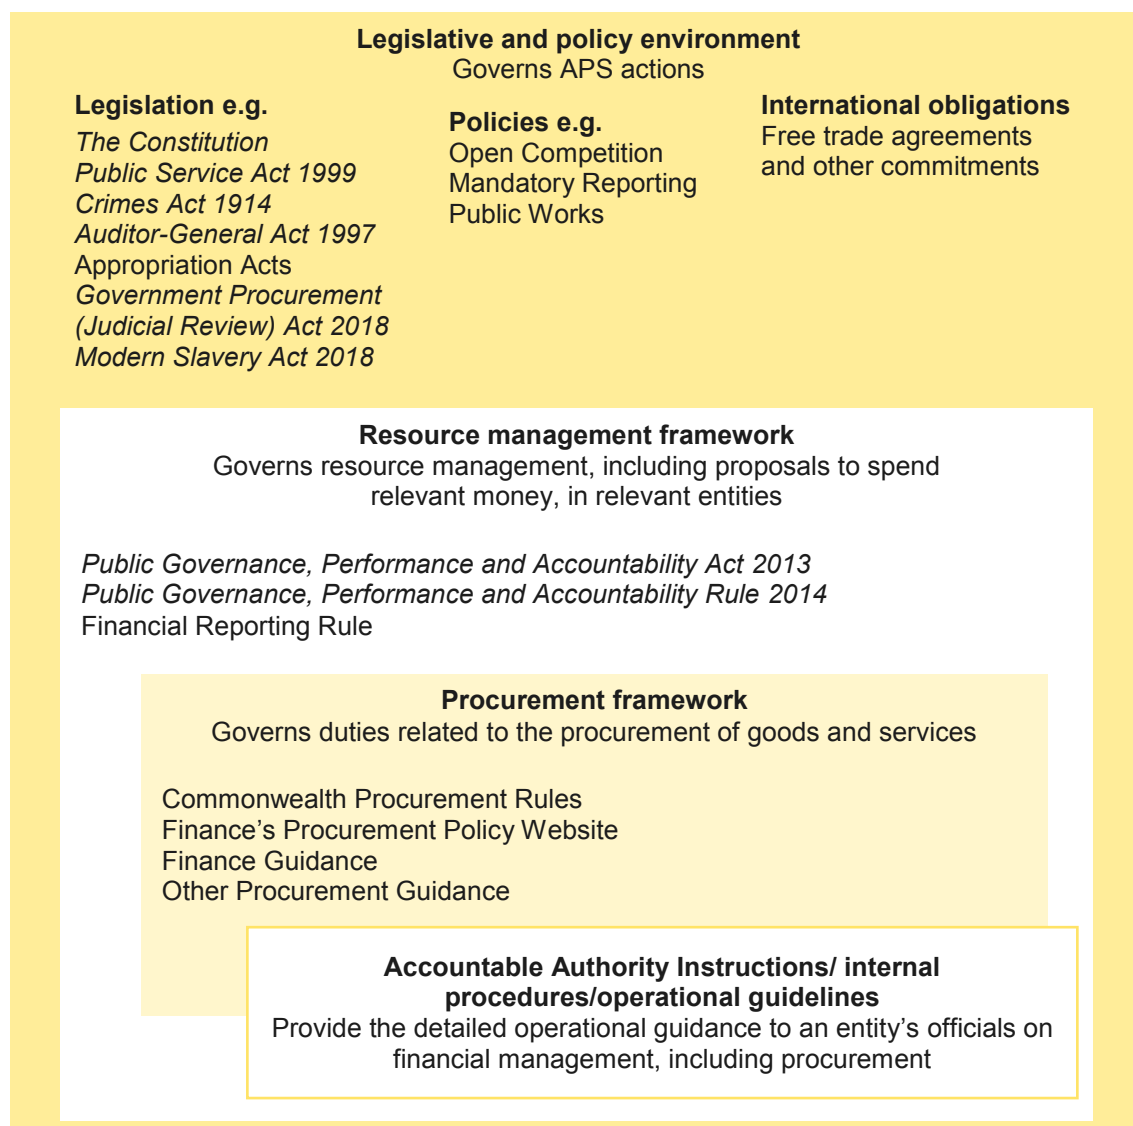 Legislative and policy environment
Governs APS actions
Legislation e.g.
The Constitution
Public Service Act 1999
Crimes Act 1914
Auditor-General Act 1997
Appropriation Acts
Government Procurement
(Judicial Review) Act 2018
Modern Slavery Act 2018
Policies e.g.
Open Competition
Mandatory Reporting
Public Works
International obligations
Free trade agreements
and other commitments
Resource management framework
Governs resource management, including proposals to spend
relevant money, in relevant entities
Public Governance, Performance and Accountability Act 2013
Public Governance, Performance and Accountability Rule 2014
Financial Reporting Rule
Procurement framework
Governs duties related to the procurement of goods and services
Commonwealth Procurement Rules
Finance’s Procurement Policy Website
Finance Guidance
Other Procurement Guidance
Accountable Authority Instructions/ internal
procedures/operational guidelines
Provide the detailed operational guidance to an entity’s officials on
financial management, including procurement